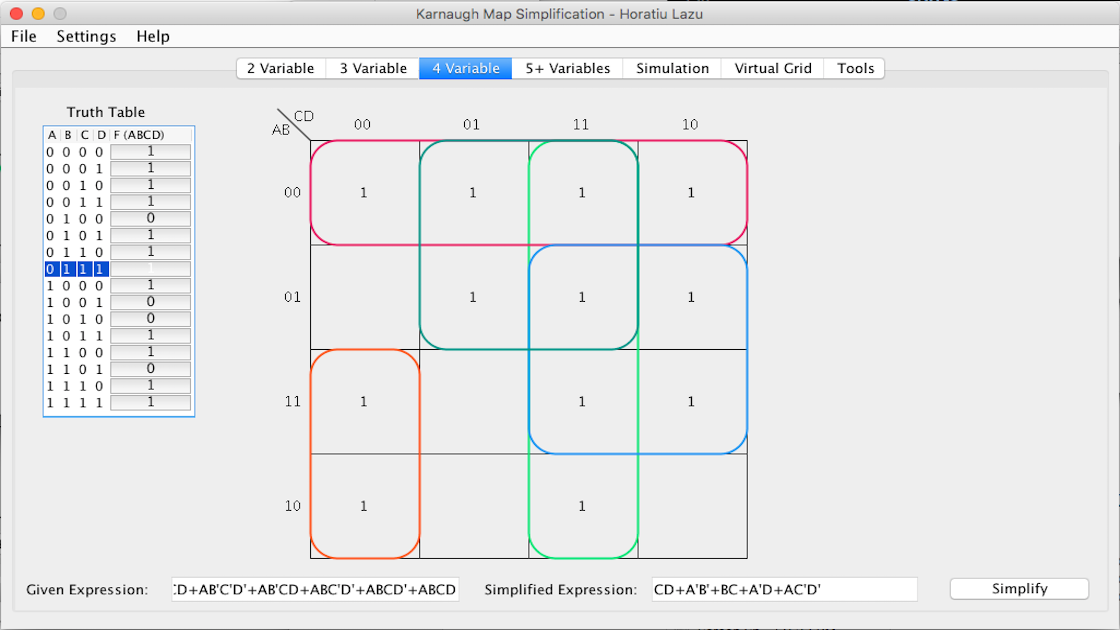 Karnaugh Map Simplification - Horatiu Lazu
File Settings Help
2 Variable 3 Variable 4 Variable 5+ Variables Simulation Virtual Grid Tools
Truth Table
A B C D F (ABCD)
0 0 0 0 1
0 0 0 1 1
0 0 1 0 1
0 0 1 1 1
0 1 0 0 0
0 1 0 1 1
0 1 1 0 1
0 1 1 1 1
1 0 0 0 1
1 0 0 1 0
1 0 1 0 0
1 0 1 1 1
1 1 0 0 1
1 1 0 1 0
1 1 1 0 1
1 1 1 1 1
CD
AB
00 01 11 10
00 1 1 1 1
01 1 1 1
11 1 1 1
10 1 1
Given Expression: CD+AB'C'D'+AB'CD+ABC'D'+ABCD'+ABCD Simplified Expression: CD+A'B'+BC+A'D+AC'D' Simplify